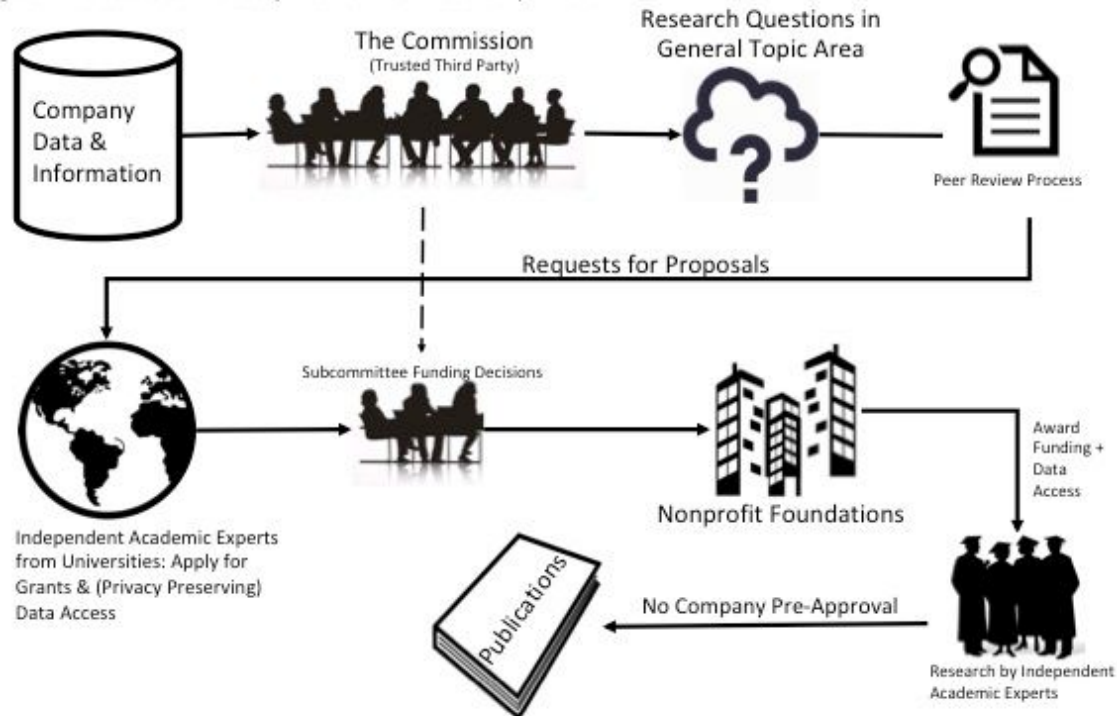 The Commission
(Trusted Third Party)
Research Questions in
General Topic Area
Company
Data &
Information
Peer Review Process
Requests for Proposals
Subcommittee Funding Decisions
Award
Funding +
Data
Access
Nonprofit Foundations
Independent Academic Experts
from Universities: Apply for
Grants & (Privacy Preserving)
Data Access
Publications
No Company Pre-Approval
Research by Independent
Academic Experts